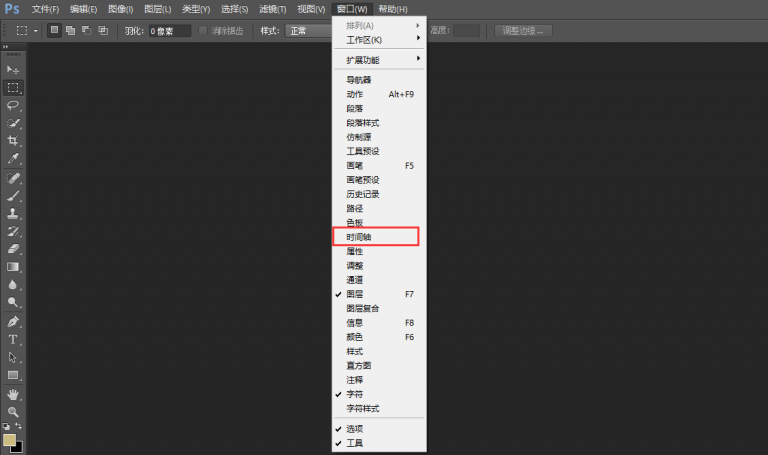 Ps 文件(F) 编辑(E) 图像(I) 图层(L) 类型(Y) 选择(S) 滤镜(T) 视图(V) 窗口(W) 帮助(H)
羽化: 0 像素 消除锯齿 样式: 正常 高度: 调整边缘...
排列(A)
工作区(K)
扩展功能
导航器
动作 Alt+F9
段落
段落样式
仿制源
工具预设
画笔 F5
画笔预设
历史记录
路径
色板
时间轴
属性
调整
通道
图层 F7
图层复合
信息 F8
颜色 F6
样式
直方图
注释
字符
字符样式
选项
工具